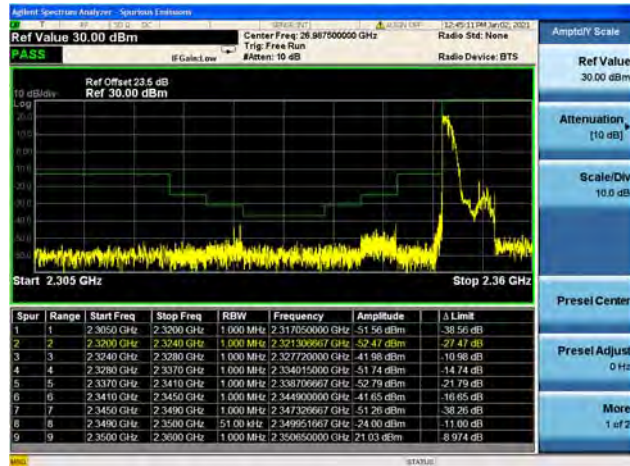 Agilent Spectrum Analyzer - Spurious Emissions
12:45:11 PM Jan 02, 2021
Ref Value 30.00 dBm
Center Freq: 26.987500000 GHz
Radio Std: None
Trig: Free Run
PASS
IFGain:Low
#Atten: 10 dB
Radio Device: BTS
Ref Offset 23.5 dB
10 dB/div
Ref 30.00 dBm
Log
Start 2.305 GHz
Stop 2.36 GHz
Spur Range Start Freq Stop Freq RBW Frequency Amplitude Δ Limit
1 1 2.3050 GHz 2.3200 GHz 1.000 MHz 2.317050000 GHz -51.56 dBm -38.56 dB
2 2 2.3200 GHz 2.3240 GHz 1.000 MHz 2.321306667 GHz -52.47 dBm -27.47 dB
3 3 2.3240 GHz 2.3280 GHz 1.000 MHz 2.327720000 GHz -41.98 dBm -10.98 dB
4 4 2.3280 GHz 2.3370 GHz 1.000 MHz 2.334015000 GHz -51.74 dBm -14.74 dB
5 5 2.3370 GHz 2.3410 GHz 1.000 MHz 2.338706667 GHz -52.79 dBm -21.79 dB
6 6 2.3410 GHz 2.3450 GHz 1.000 MHz 2.344900000 GHz -41.65 dBm -16.65 dB
7 7 2.3450 GHz 2.3490 GHz 1.000 MHz 2.347326667 GHz -51.26 dBm -38.26 dB
8 8 2.3490 GHz 2.3500 GHz 51.00 kHz 2.349951667 GHz -24.00 dBm -11.00 dB
9 9 2.3500 GHz 2.3600 GHz 1.000 MHz 2.350650000 GHz 21.03 dBm -8.974 dB
MSG
STATUS
Amptd/Y Scale
Ref Value
30.00 dBm
Attenuation
[10 dB]
Scale/Div
10.0 dB
Presel Center
Presel Adjust
0 Hz
More
1 of 2